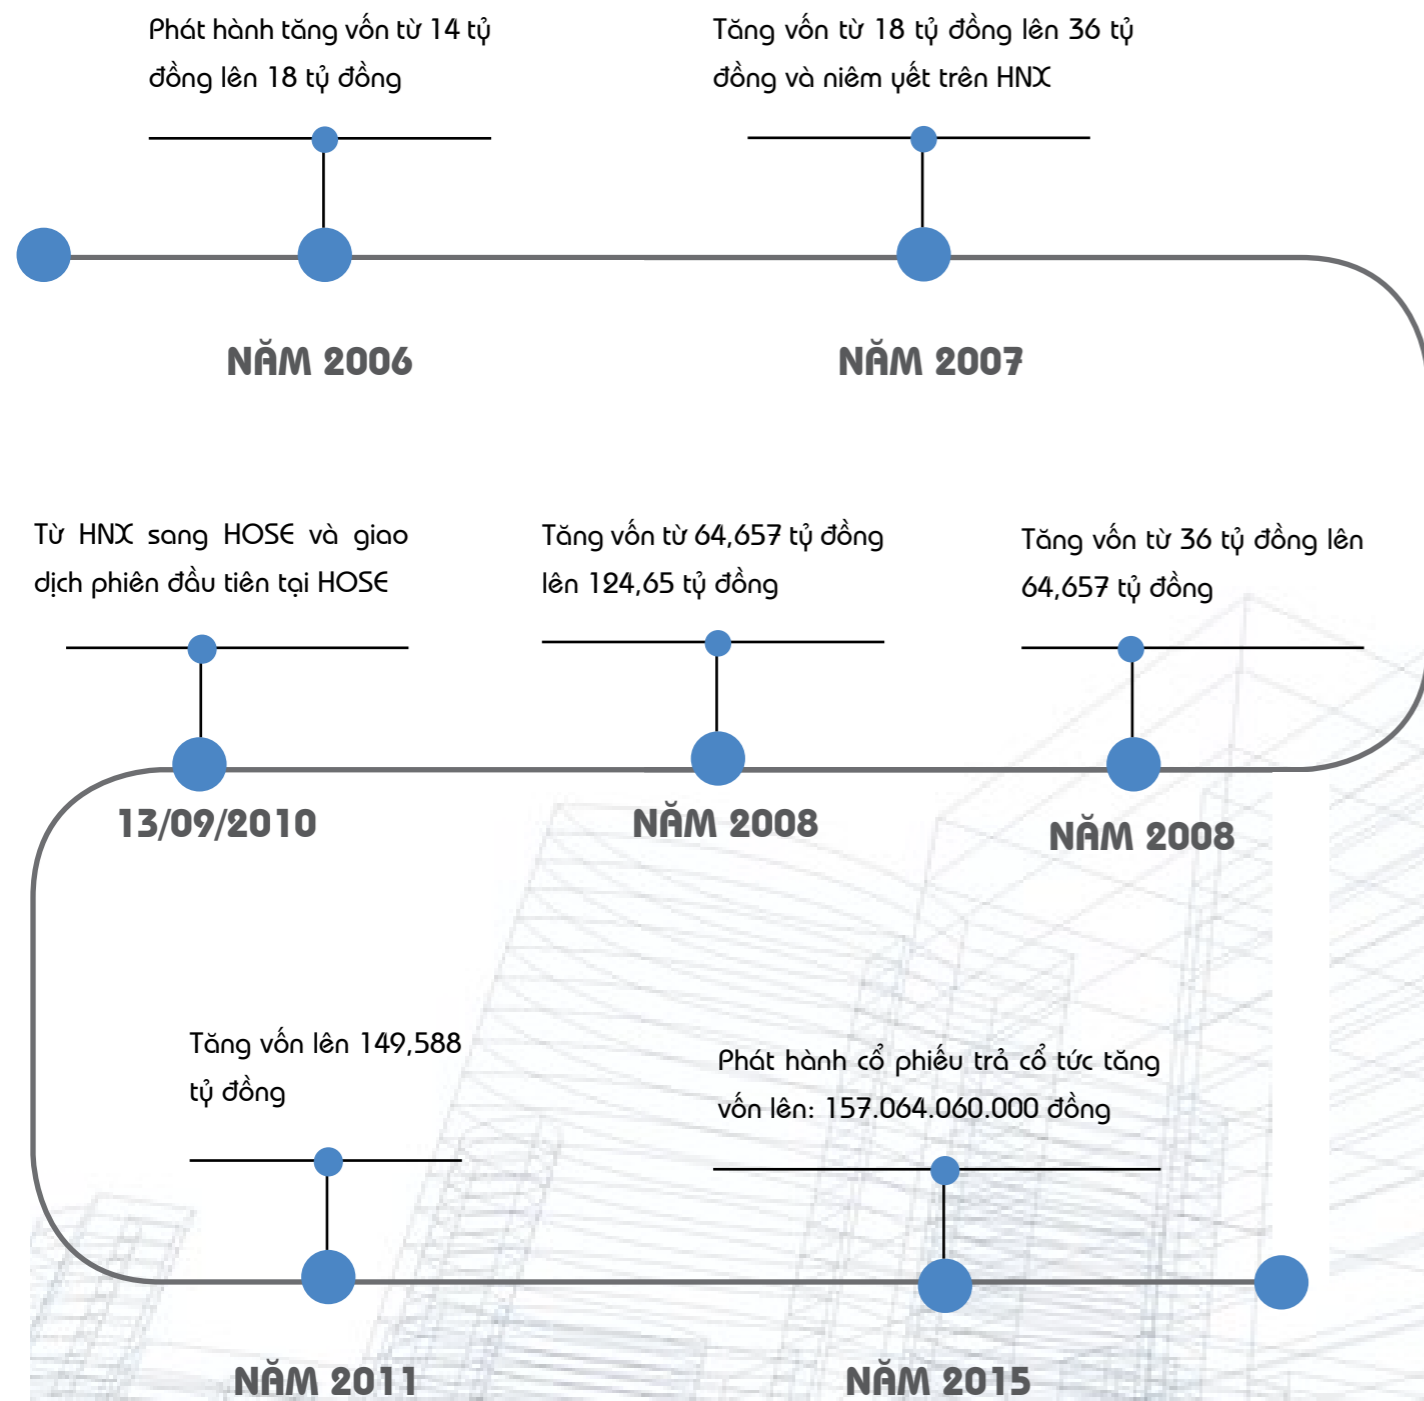 Phát hành tăng vốn từ 14 tỷ
đồng lên 18 tỷ đồng
NĂM 2006
Tăng vốn từ 18 tỷ đồng lên 36 tỷ
đồng và niêm yết trên HNX
NĂM 2007
Tăng vốn từ 36 tỷ đồng lên
64,657 tỷ đồng
NĂM 2008
Tăng vốn từ 64,657 tỷ đồng
lên 124,65 tỷ đồng
NĂM 2008
Từ HNX sang HOSE và giao
dịch phiên đầu tiên tại HOSE
13/09/2010
Tăng vốn lên 149,588
tỷ đồng
NĂM 2011
Phát hành cổ phiếu trả cổ tức tăng
vốn lên: 157.064.060.000 đồng
NĂM 2015